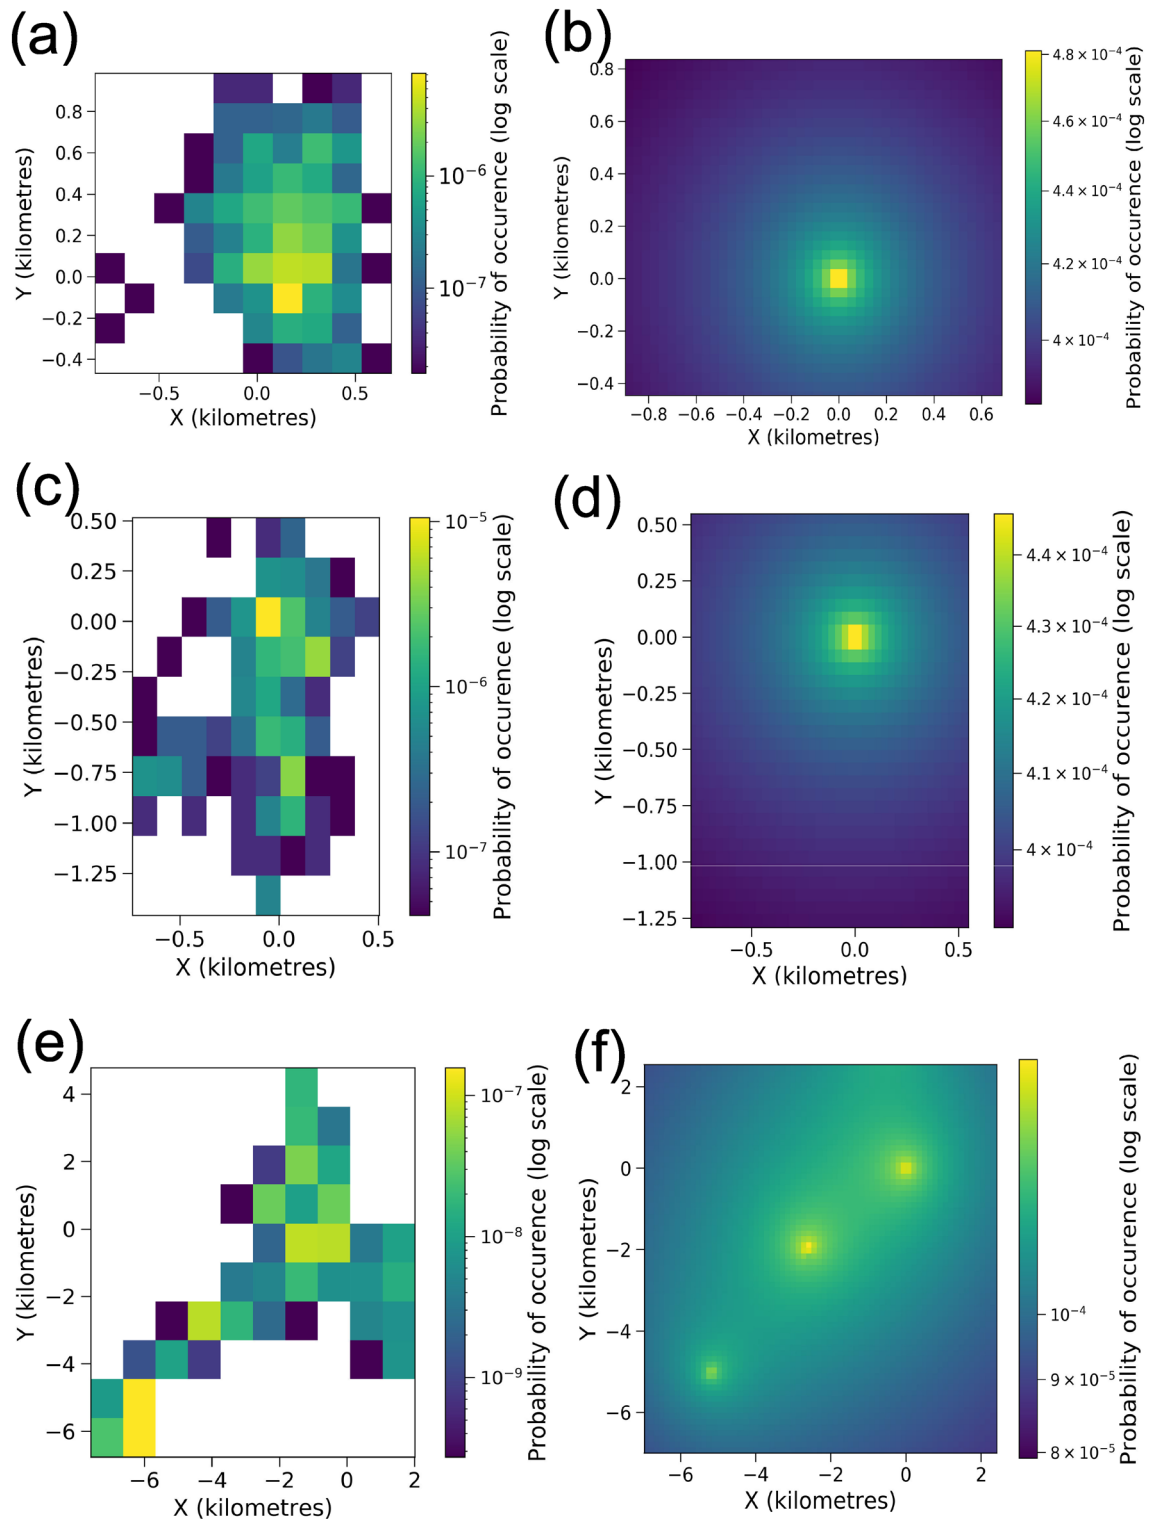 (a)
0.8
0.6
0.4
0.2
0.0
−0.2
−0.4
Y (kilometres)
−0.5 0.0 0.5
X (kilometres)
10⁻⁶
10⁻⁷
Probability of occurence (log scale)
(b)
0.8
0.6
0.4
0.2
0.0
−0.2
−0.4
Y (kilometres)
−0.8 −0.6 −0.4 −0.2 0.0 0.2 0.4 0.6
X (kilometres)
4.8 × 10⁻⁴
4.6 × 10⁻⁴
4.4 × 10⁻⁴
4.2 × 10⁻⁴
4 × 10⁻⁴
Probability of occurence (log scale)
(c)
0.50
0.25
0.00
−0.25
−0.50
−0.75
−1.00
−1.25
Y (kilometres)
−0.5 0.0 0.5
X (kilometres)
10⁻⁵
10⁻⁶
10⁻⁷
Probability of occurence (log scale)
(d)
0.50
0.25
0.00
−0.25
−0.50
−0.75
−1.00
−1.25
Y (kilometres)
−0.5 0.0 0.5
X (kilometres)
4.4 × 10⁻⁴
4.3 × 10⁻⁴
4.2 × 10⁻⁴
4.1 × 10⁻⁴
4 × 10⁻⁴
Probability of occurence (log scale)
(e)
4
2
0
−2
−4
−6
Y (kilometres)
−6 −4 −2 0 2
X (kilometres)
10⁻⁷
10⁻⁸
10⁻⁹
Probability of occurence (log scale)
(f)
2
0
−2
−4
−6
Y (kilometres)
−6 −4 −2 0 2
X (kilometres)
10⁻⁴
9 × 10⁻⁵
8 × 10⁻⁵
Probability of occurence (log scale)